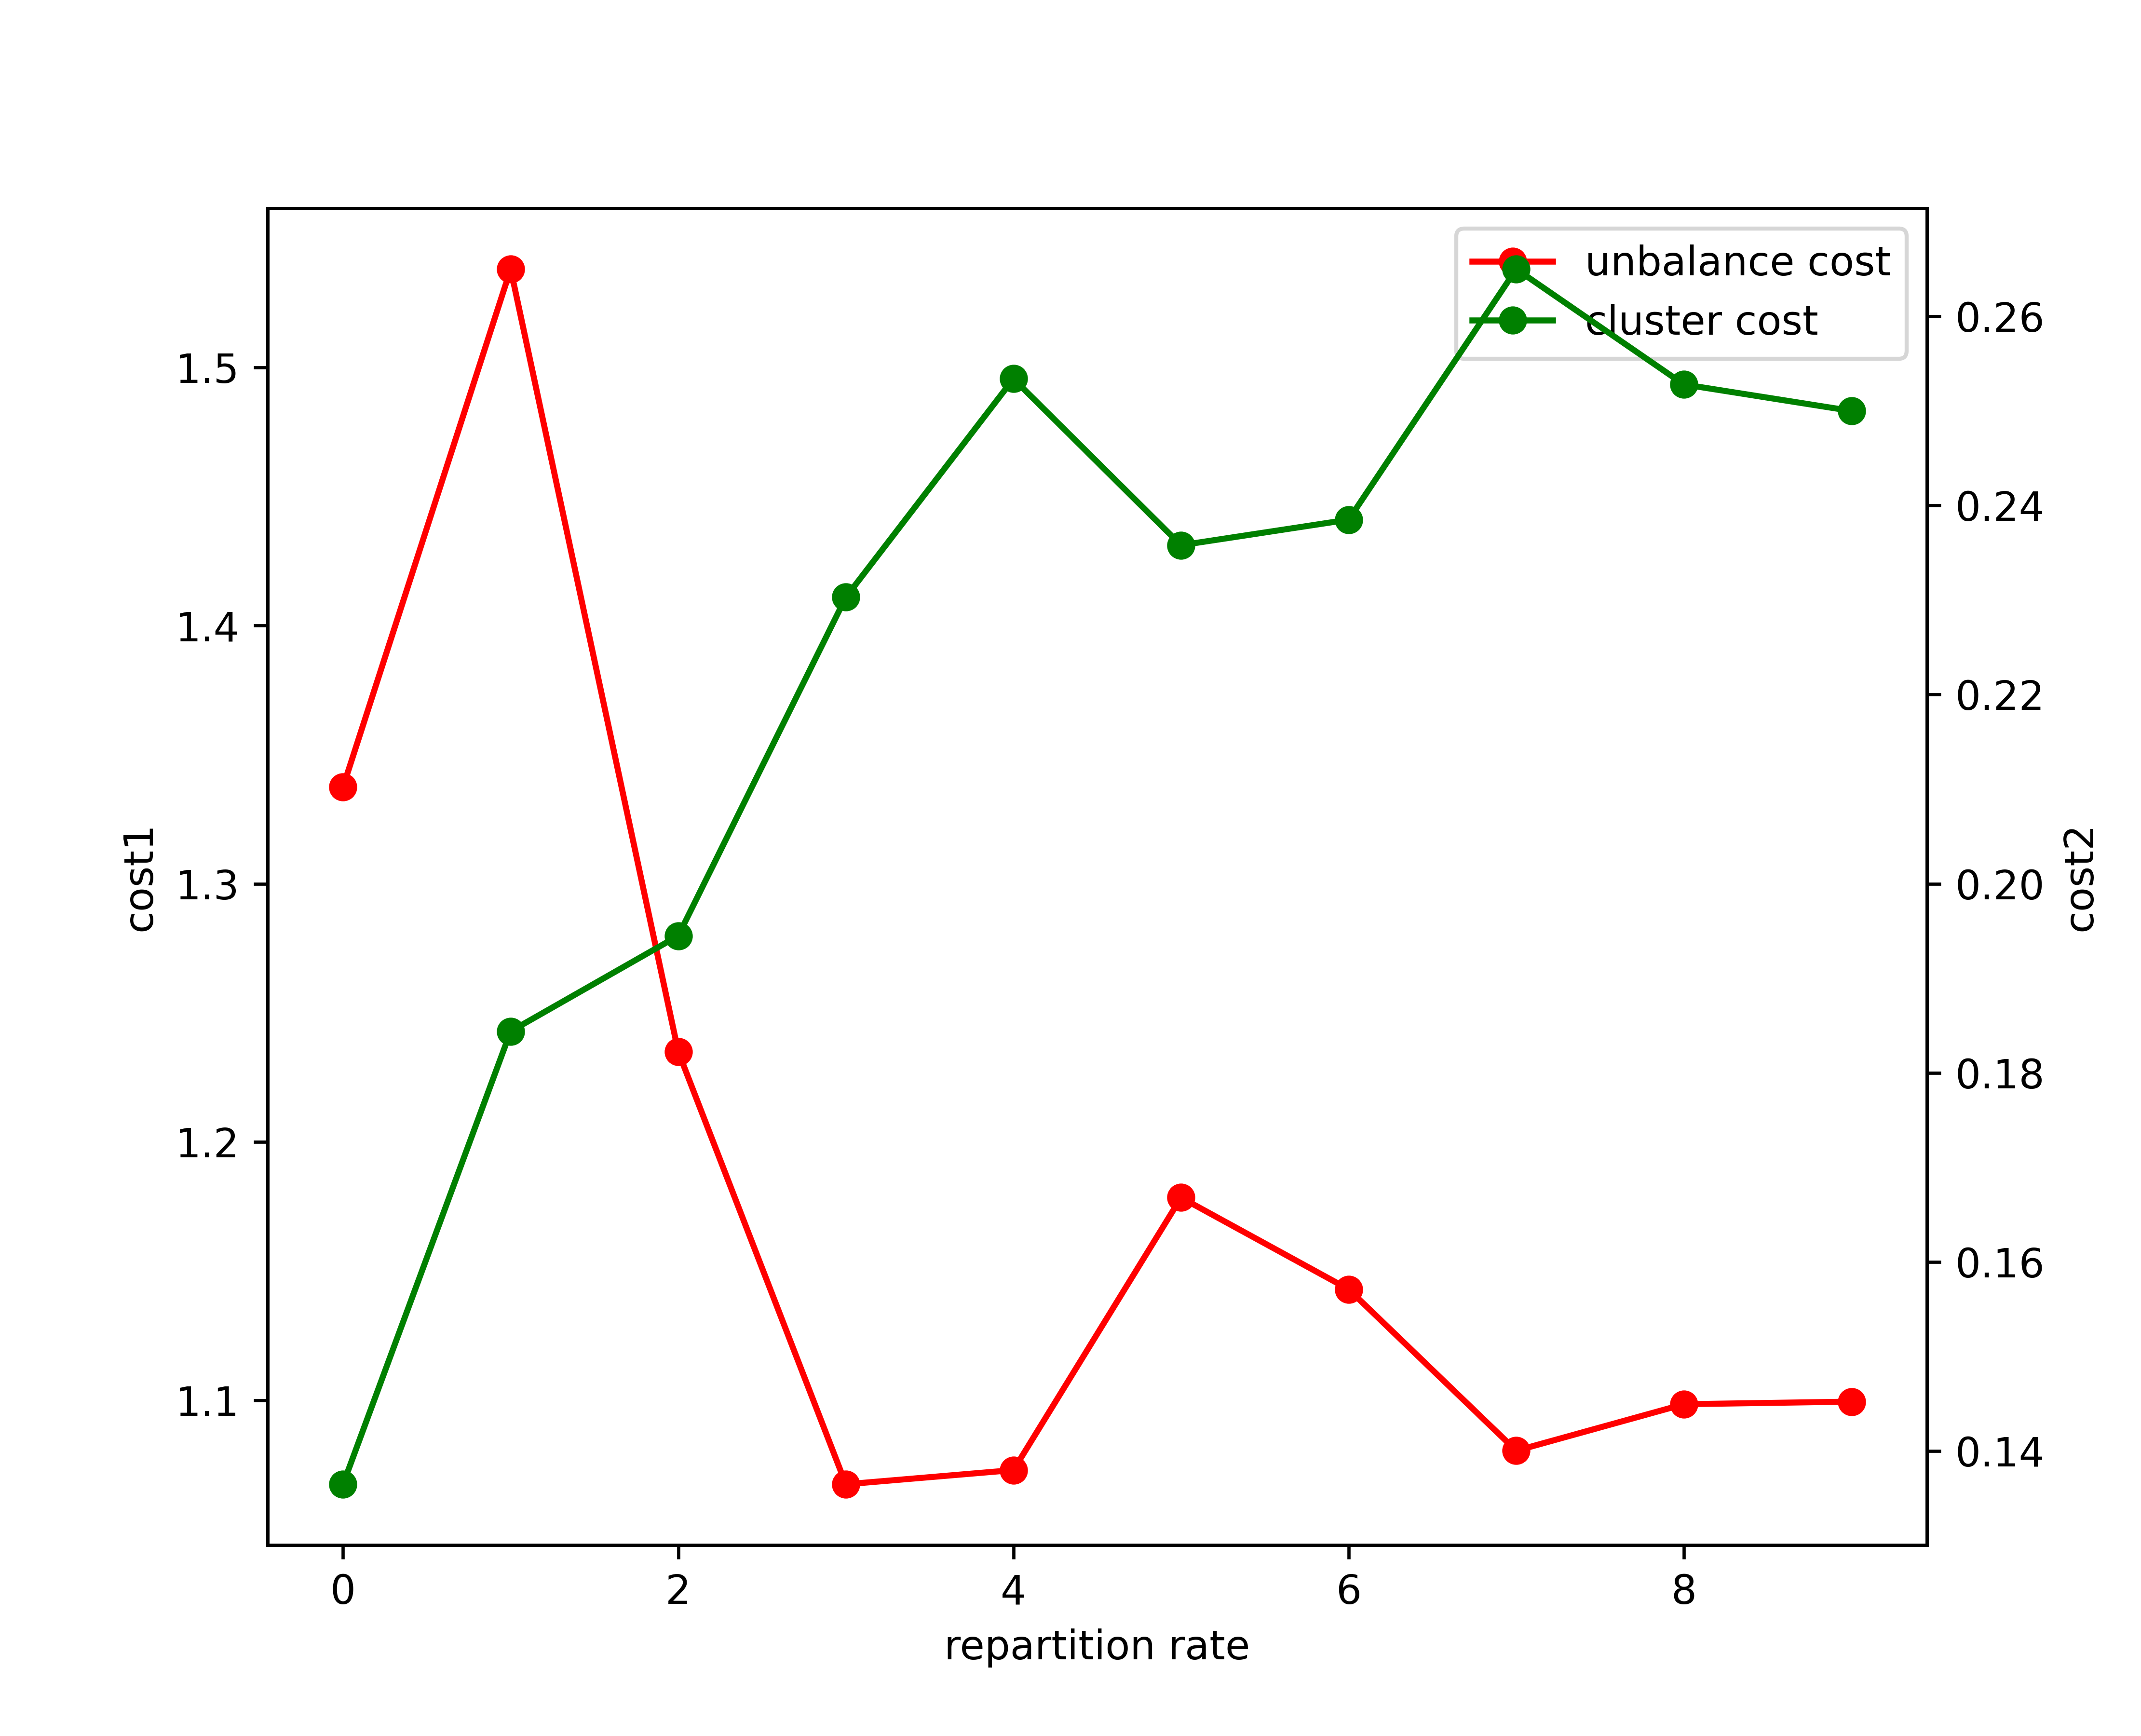 unbalance cost
cluster cost
1.5
1.4
1.3
1.2
1.1
cost1
0.26
0.24
0.22
0.20
0.18
0.16
0.14
cost2
0 2 4 6 8
repartition rate